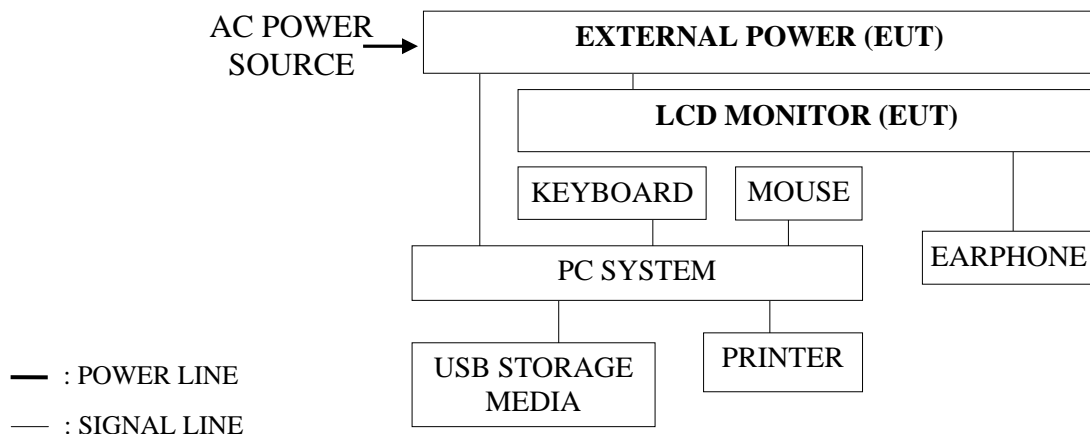 AC POWER
SOURCE
EXTERNAL POWER (EUT)
LCD MONITOR (EUT)
KEYBOARD
MOUSE
PC SYSTEM
EARPHONE
USB STORAGE
MEDIA
PRINTER
: POWER LINE
: SIGNAL LINE